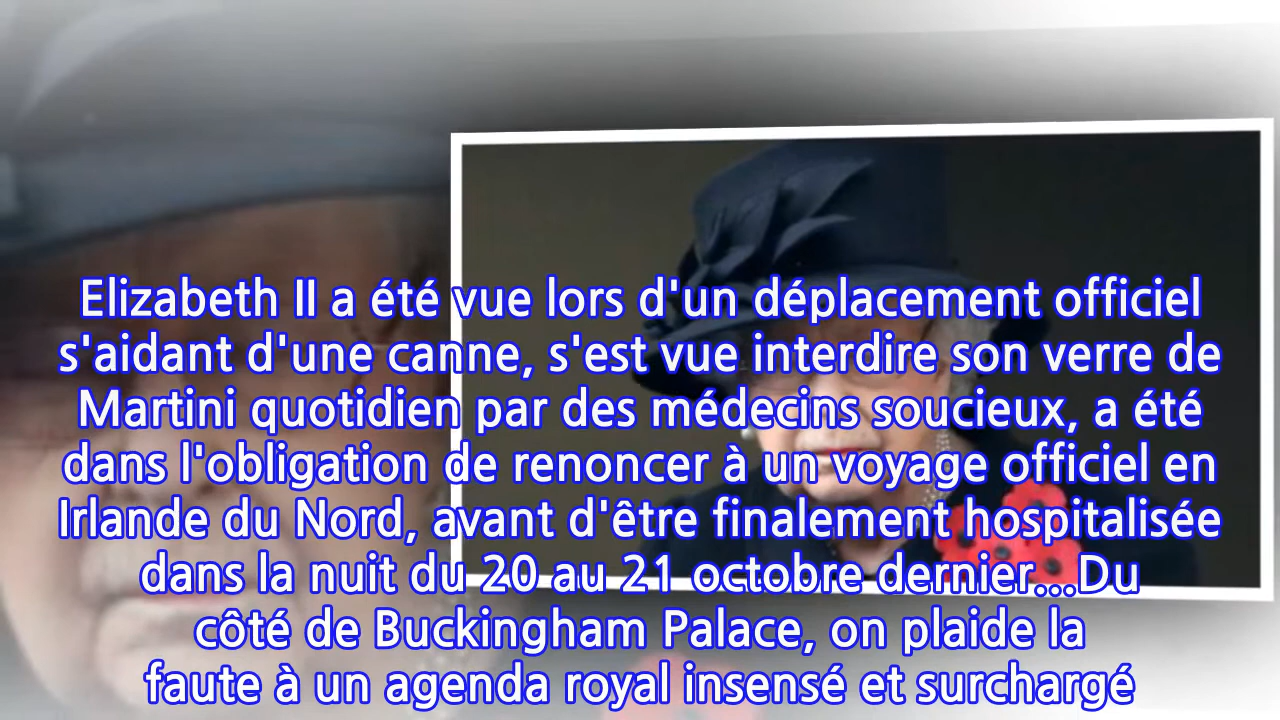 Elizabeth II a été vue lors d'un déplacement officiel
s'aidant d'une canne, s'est vue interdire son verre de
Martini quotidien par des médecins soucieux, a été
dans l'obligation de renoncer à un voyage officiel en
Irlande du Nord, avant d'être finalement hospitalisée
dans la nuit du 20 au 21 octobre dernier...Du
côté de Buckingham Palace, on plaide la
faute à un agenda royal insensé et surchargé